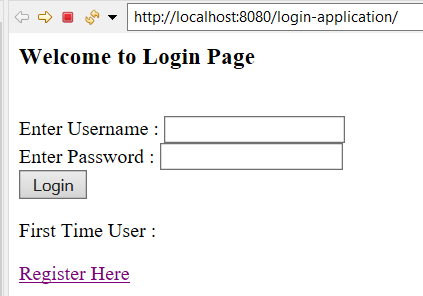 http://localhost:8080/login-application/
Welcome to Login Page
Enter Username :
Enter Password :
Login
First Time User :
Register Here